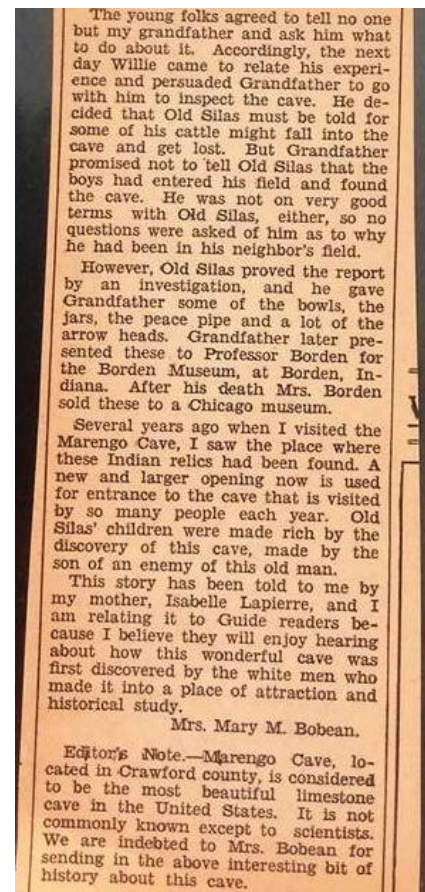 The young folks agreed to tell no one
but my grandfather and ask him what
to do about it. Accordingly, the next
day Willie came to relate his experi-
ence and persuaded Grandfather to go
with him to inspect the cave. He de-
cided that Old Silas must be told for
some of his cattle might fall into the
cave and get lost. But Grandfather
promised not to tell Old Silas that the
boys had entered his field and found
the cave. He was not on very good
terms with Old Silas, either, so no
questions were asked of him as to why
he had been in his neighbor's field.
However, Old Silas proved the report
by an investigation, and he gave
Grandfather some of the bowls, the
jars, the peace pipe and a lot of the
arrow heads. Grandfather later pre-
sented these to Professor Borden for
the Borden Museum, at Borden, In-
diana. After his death Mrs. Borden
sold these to a Chicago museum.
Several years ago when I visited the
Marengo Cave, I saw the place where
these Indian relics had been found. A
new and larger opening now is used
for entrance to the cave that is visited
by so many people each year. Old
Silas' children were made rich by the
discovery of this cave, made by the
son of an enemy of this old man.
This story has been told to me by
my mother, Isabelle Lapierre, and I
am relating it to Guide readers be-
cause I believe they will enjoy hearing
about how this wonderful cave was
first discovered by the white men who
made it into a place of attraction and
historical study.
Mrs. Mary M. Bobean.
Editor's Note.—Marengo Cave, lo-
cated in Crawford county, is considered
to be the most beautiful limestone
cave in the United States. It is not
commonly known except to scientists.
We are indebted to Mrs. Bobean for
sending in the above interesting bit of
history about this cave.